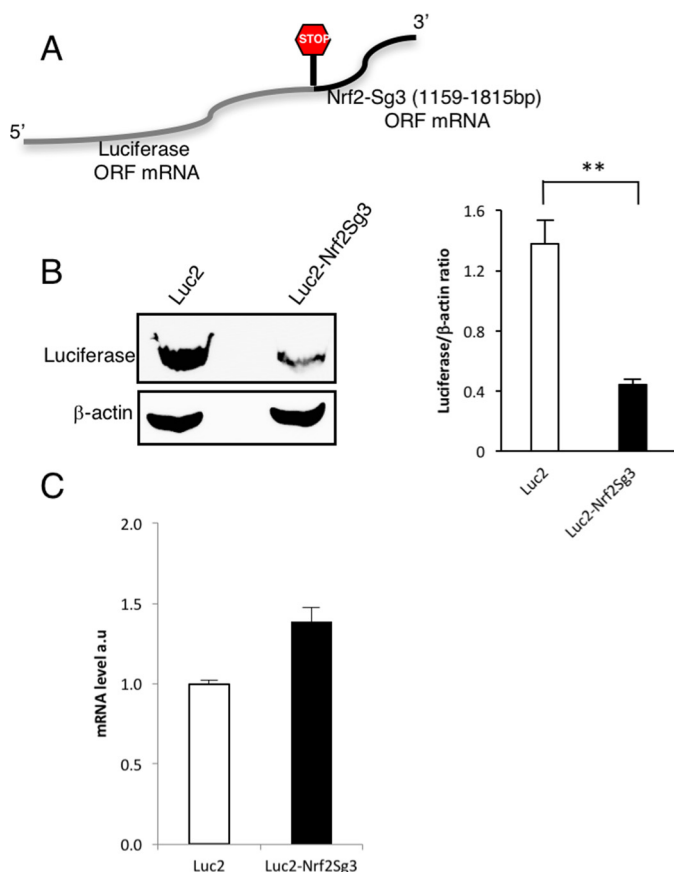 A
STOP
3’
Nrf2-Sg3 (1159-1815bp)
ORF mRNA
5’
Luciferase
ORF mRNA
B
Luc2
Luc2-Nrf2Sg3
Luciferase
β-actin
**
Luciferase/β-actin ratio
1.6
1.2
0.8
0.4
0
Luc2
Luc2-Nrf2Sg3
C
mRNA level a.u
2.0
1.5
1.0
0.5
0.0
Luc2
Luc2-Nrf2Sg3